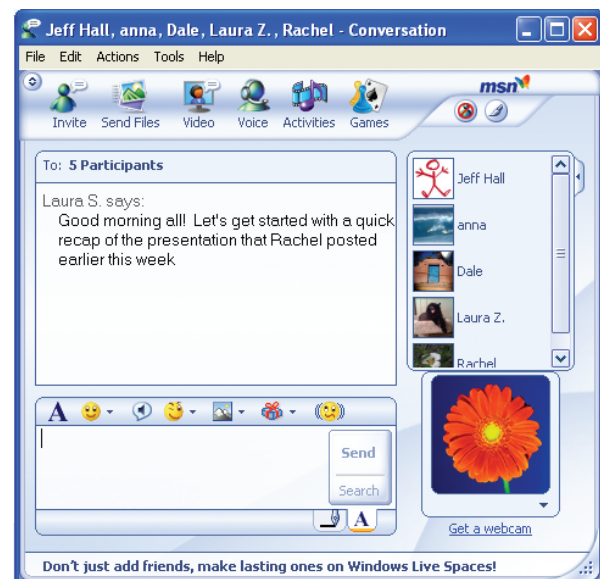 Jeff Hall, anna, Dale, Laura Z. , Rachel - Conversation
File Edit Actions Tools Help
Invite Send Files Video Voice Activities Games
msn
To: 5 Participants
Laura S. says:
Good morning all! Let's get started with a quick
recap of the presentation that Rachel posted
earlier this week
Jeff Hall
anna
Dale
Laura Z.
Rachel
A
Send
Search
A
Get a webcam
Don't just add friends, make lasting ones on Windows Live Spaces!